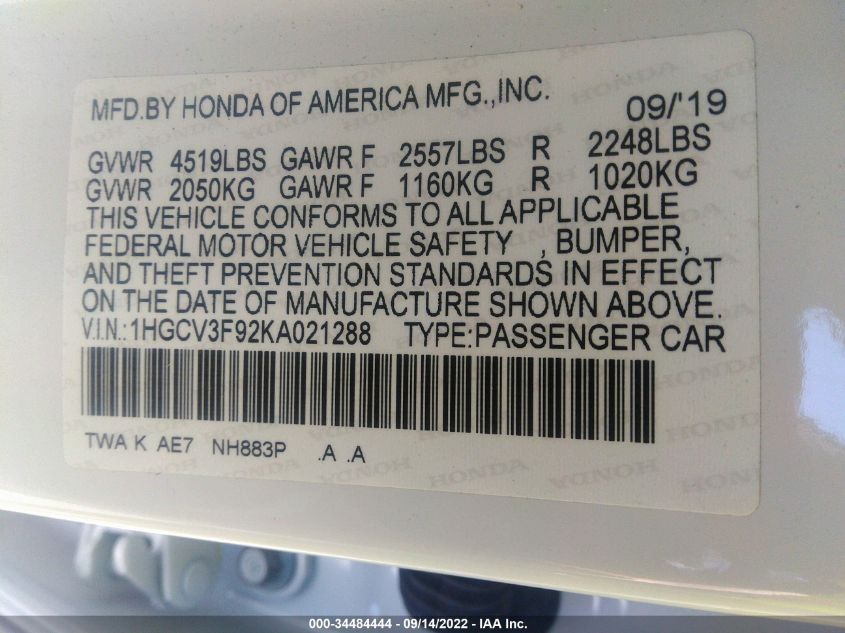 MFD.BY HONDA OF AMERICA MFG.,INC. 09/'19
GVWR 4519LBS GAWR F 2557LBS R 2248LBS
GVWR 2050KG GAWR F 1160KG R 1020KG
THIS VEHICLE CONFORMS TO ALL APPLICABLE
FEDERAL MOTOR VEHICLE SAFETY , BUMPER,
AND THEFT PREVENTION STANDARDS IN EFFECT
ON THE DATE OF MANUFACTURE SHOWN ABOVE.
V.I.N.:1HGCV3F92KA021288 TYPE:PASSENGER CAR
TWA K AE7 NH883P .A .A
000-34484444 - 09/14/2022 - IAA Inc.